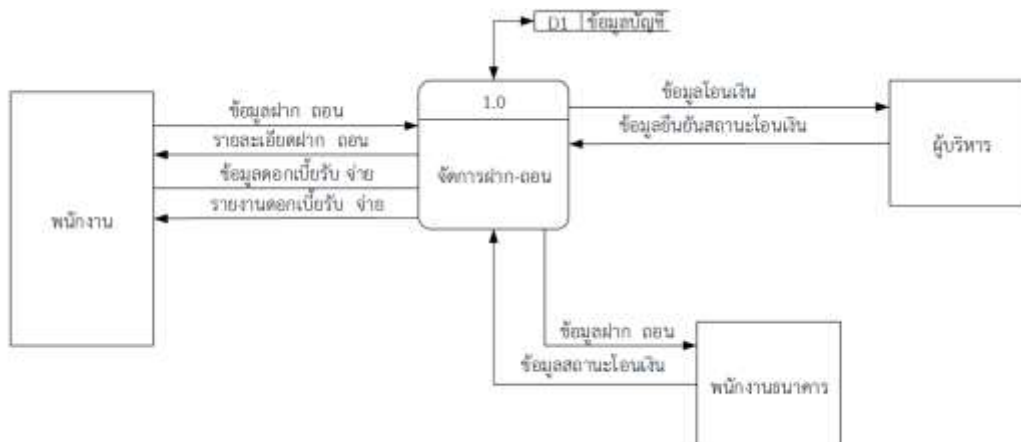 D1 ข้อมูลบัญชี
1.0
จัดการฝาก-ถอน
พนักงาน
ข้อมูลฝาก ถอน
รายละเอียดฝาก ถอน
ข้อมูลดอกเบี้ยรับ จ่าย
รายงานดอกเบี้ยรับ จ่าย
ข้อมูลโอนเงิน
ข้อมูลยืนยันสถานะโอนเงิน
ผู้บริหาร
ข้อมูลฝาก ถอน
ข้อมูลสถานะโอนเงิน
พนักงานธนาคาร